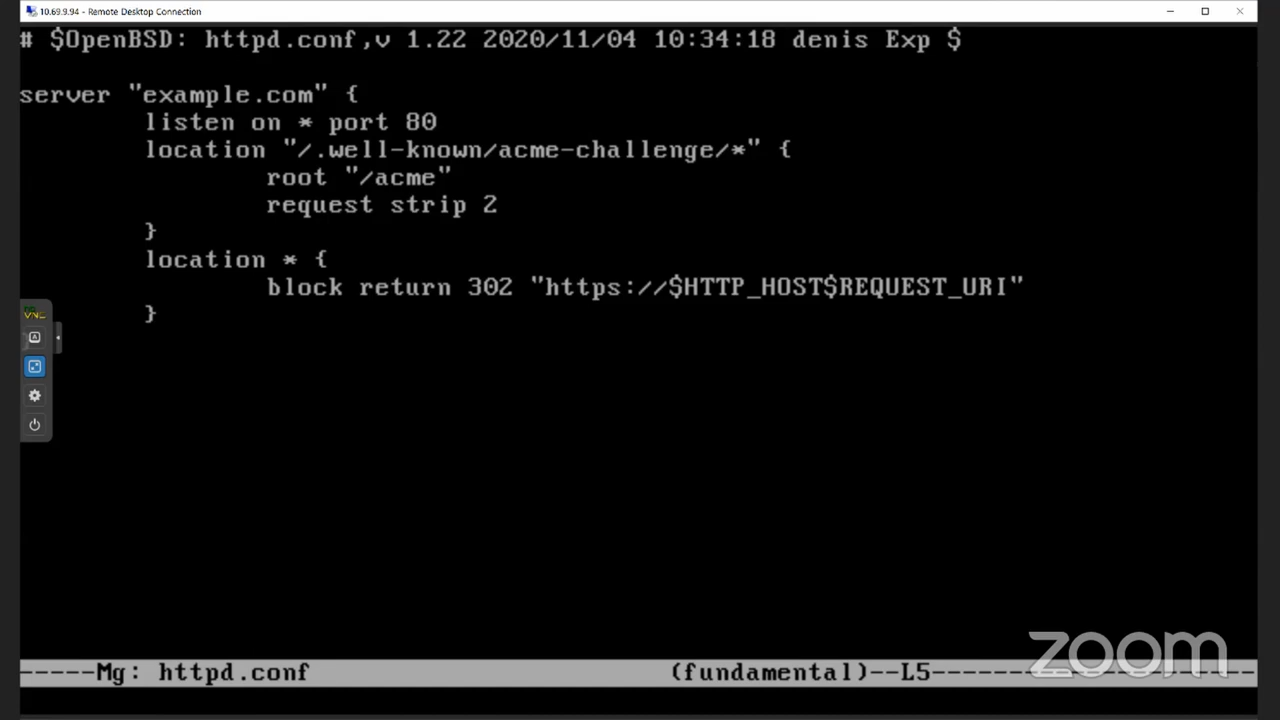 10.69.9.94 - Remote Desktop Connection
# $OpenBSD: httpd.conf,v 1.22 2020/11/04 10:34:18 denis Exp $
server "example.com" {
listen on * port 80
location "/.well-known/acme-challenge/*" {
root "/acme"
request strip 2
}
location * {
block return 302 "https://$HTTP_HOST$REQUEST_URI"
}
VNC
A
-----Mg: httpd.conf (fundamental)--L5---------------------
zoom